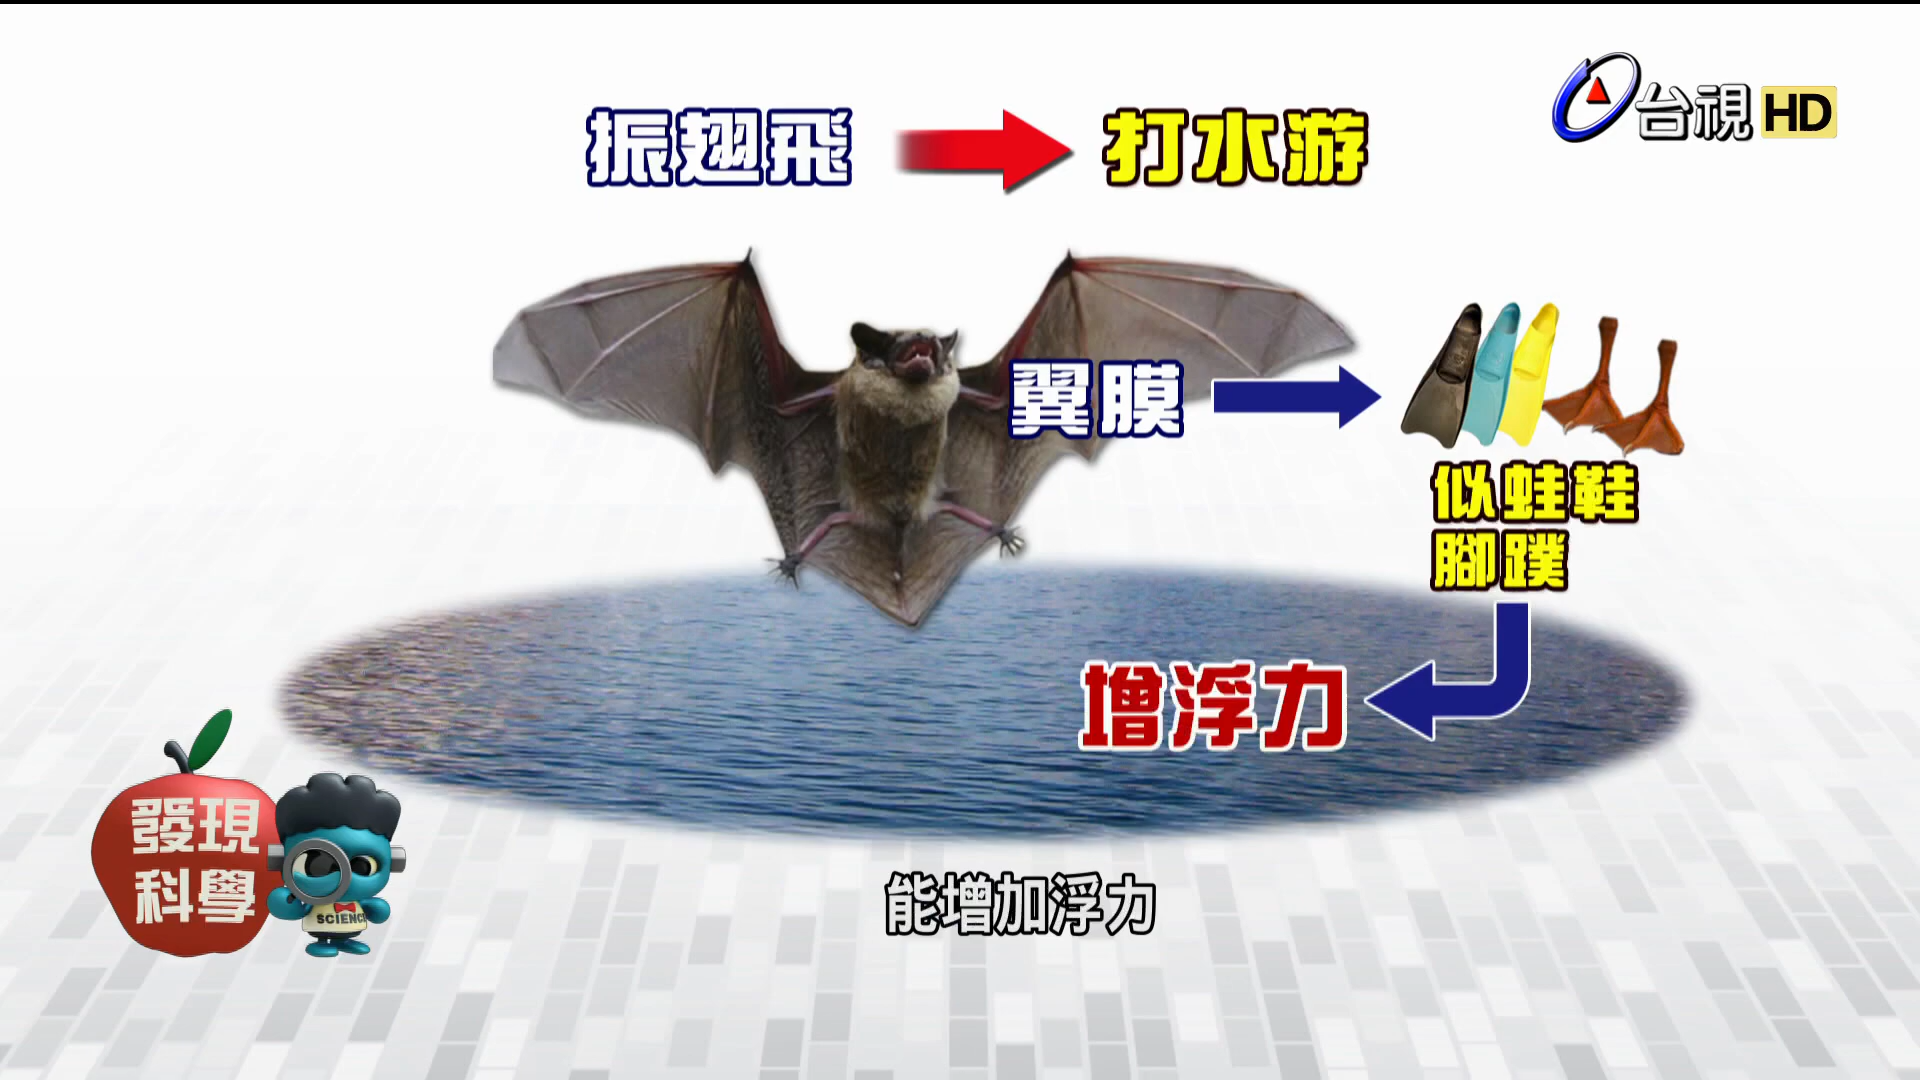 台視 HD
振翅飛 打水游
翼膜
似蛙鞋
腳蹼
增浮力
發現
科學
SCIENCE
能增加浮力